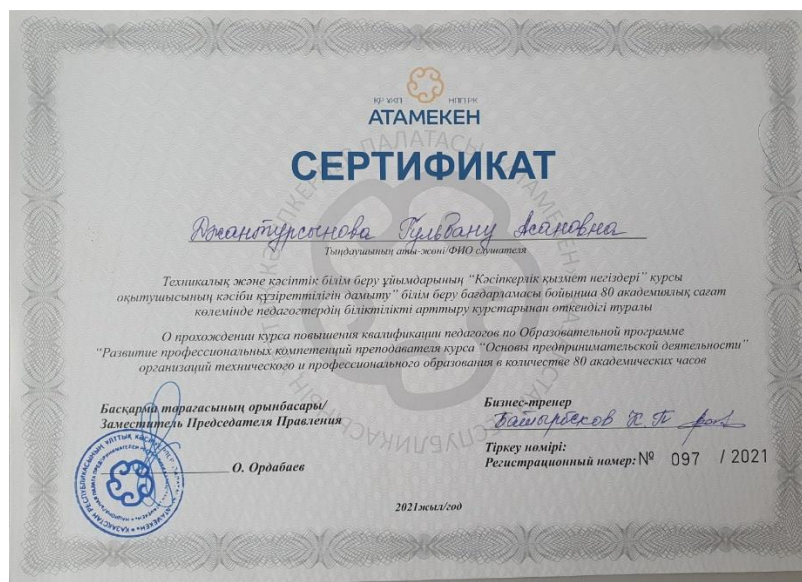 ҚР ҰКП НПП РК
АТАМЕКЕН
СЕРТИФИКАТ
Джантурсынова Гульбану Асановна
Тыңдаушының аты-жөні/ФИО слушателя
Техникалық және кәсіптік білім беру ұйымдарының "Кәсіпкерлік қызмет негіздері" курсы
оқытушысының кәсіби құзіреттілігін дамыту" білім беру бағдарламасы бойынша 80 академиялық сағат
көлемінде педагогтердің біліктілікті арттыру курстарынан өткендігі туралы
О прохождении курса повышения квалификации педагогов по Образовательной программе
"Развитие профессиональных компетенций преподавателя курса "Основы предпринимательской деятельности"
организаций технического и профессионального образования в количестве 80 академических часов
Басқарма төрағасының орынбасары/
Заместитель Председателя Правления
О. Ордабаев
Бизнес-тренер
Батырбеков К. П
Тіркеу нөмірі:
Регистрационный номер: № 097 / 2021
2021жыл/год